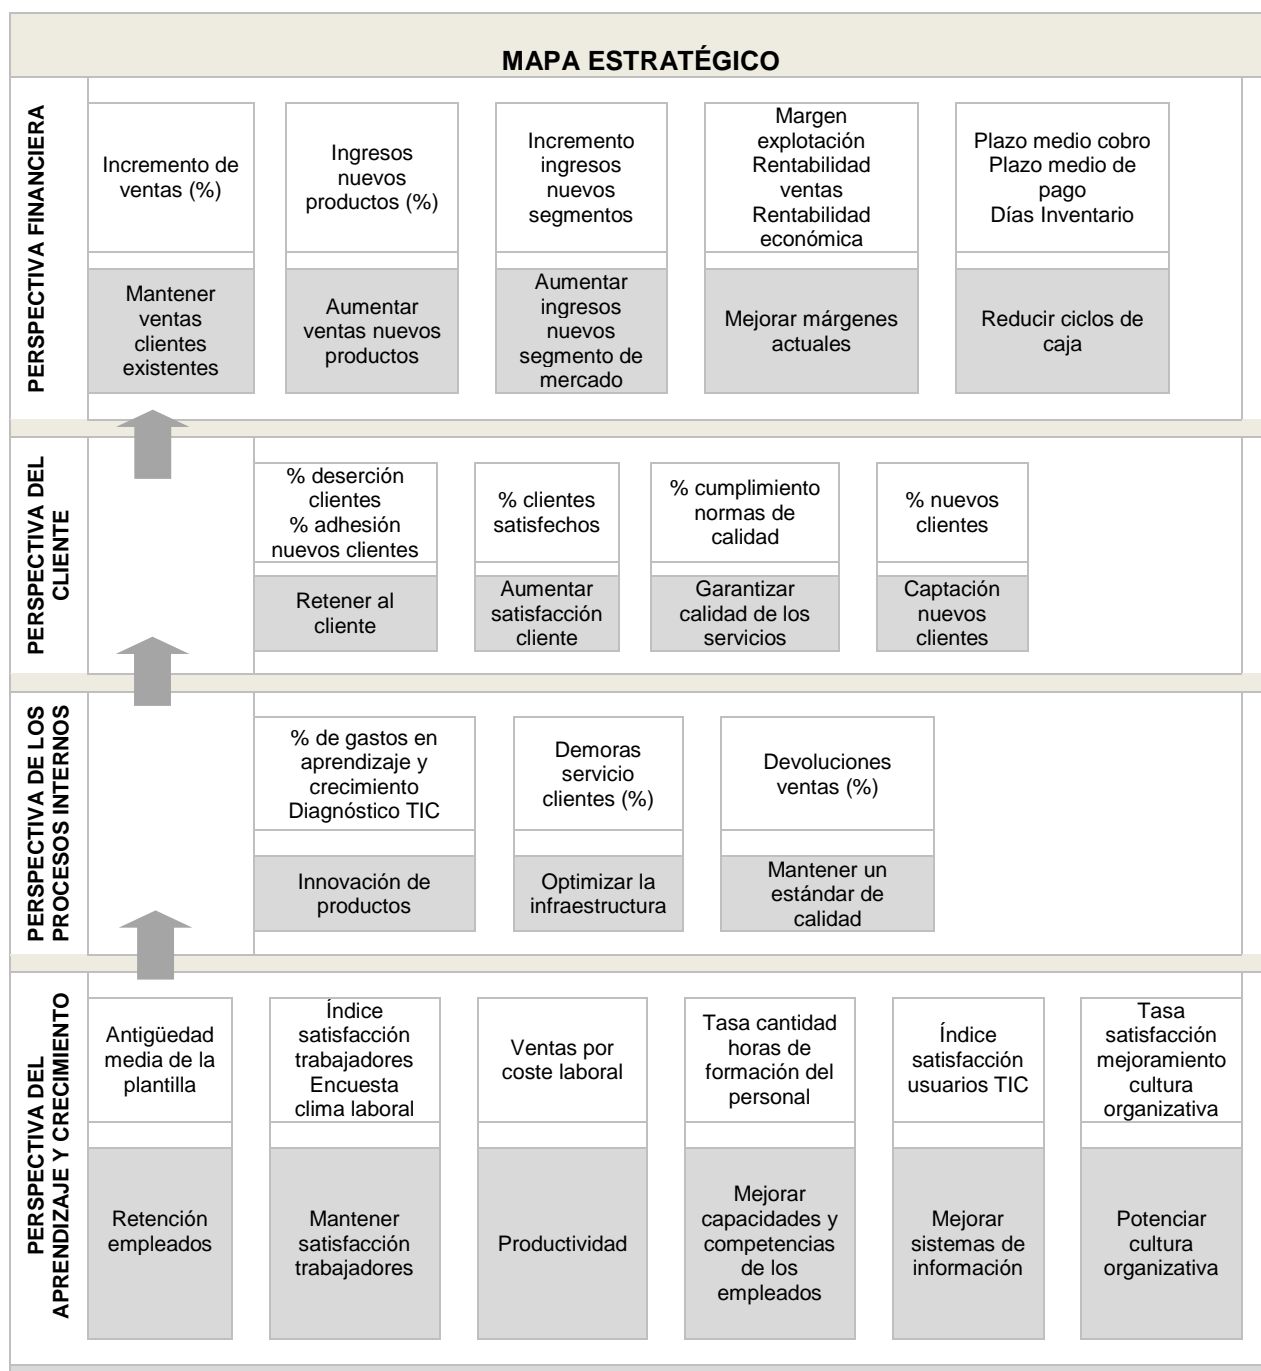 MAPA ESTRATÉGICO
PERSPECTIVA FINANCIERA
Incremento de
ventas (%)
Ingresos
nuevos
productos (%)
Incremento
ingresos
nuevos
segmentos
Margen
explotación
Rentabilidad
ventas
Rentabilidad
económica
Plazo medio cobro
Plazo medio de
pago
Días Inventario
Mantener
ventas
clientes
existentes
Aumentar
ventas nuevos
productos
Aumentar
ingresos
nuevos
segmento de
mercado
Mejorar márgenes
actuales
Reducir ciclos de
caja
PERSPECTIVA DEL
CLIENTE
% deserción
clientes
% adhesión
nuevos clientes
% clientes
satisfechos
% cumplimiento
normas de
calidad
% nuevos
clientes
Retener al
cliente
Aumentar
satisfacción
cliente
Garantizar
calidad de los
servicios
Captación
nuevos
clientes
PERSPECTIVA DE LOS
PROCESOS INTERNOS
% de gastos en
aprendizaje y
crecimiento
Diagnóstico TIC
Demoras
servicio
clientes (%)
Devoluciones
ventas (%)
Innovación de
productos
Optimizar la
infraestructura
Mantener un
estándar de
calidad
PERSPECTIVA DEL
APRENDIZAJE Y CRECIMIENTO
Antigüedad
media de la
plantilla
Índice
satisfacción
trabajadores
Encuesta
clima laboral
Ventas por
coste laboral
Tasa cantidad
horas de
formación del
personal
Índice
satisfacción
usuarios TIC
Tasa
satisfacción
mejoramiento
cultura
organizativa
Retención
empleados
Mantener
satisfacción
trabajadores
Productividad
Mejorar
capacidades y
competencias
de los
empleados
Mejorar
sistemas de
información
Potenciar
cultura
organizativa